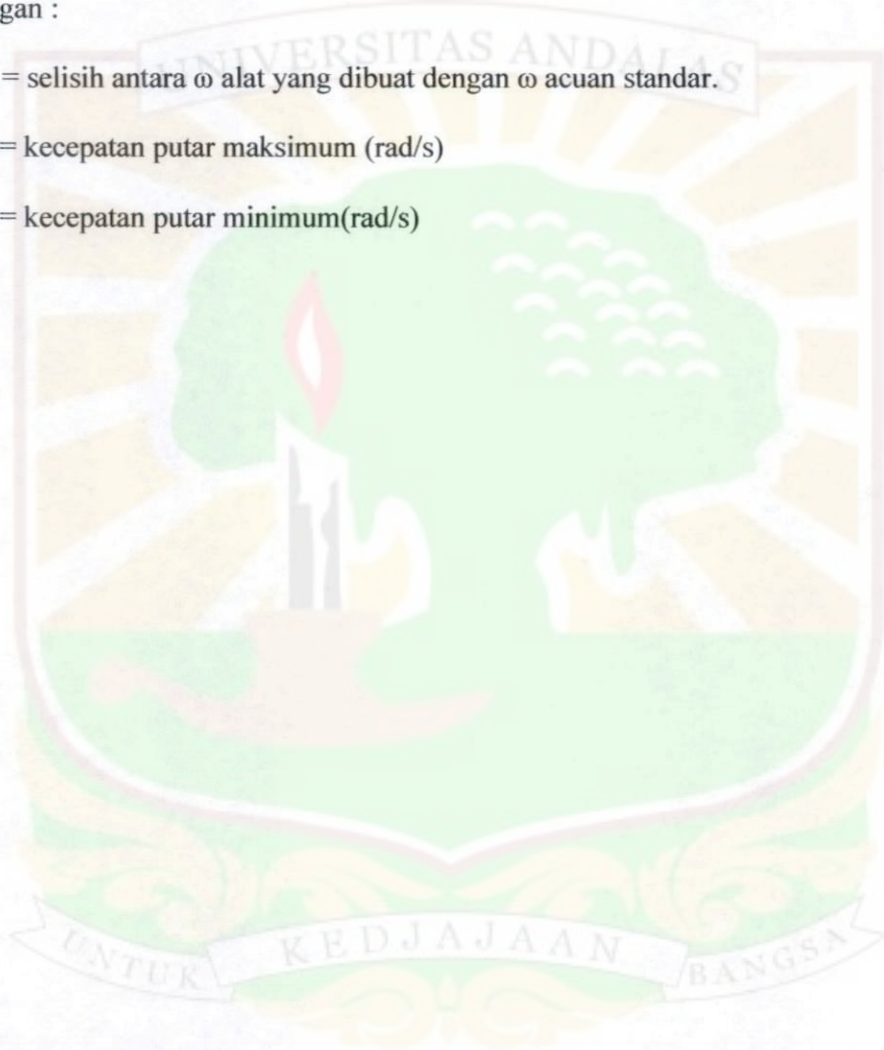 gan :
UNIVERSITAS ANDALAS
= selisih antara ω alat yang dibuat dengan ω acuan standar.
= kecepatan putar maksimum (rad/s)
= kecepatan putar minimum(rad/s)
UNTUK KEDJAJAAN BANGSA